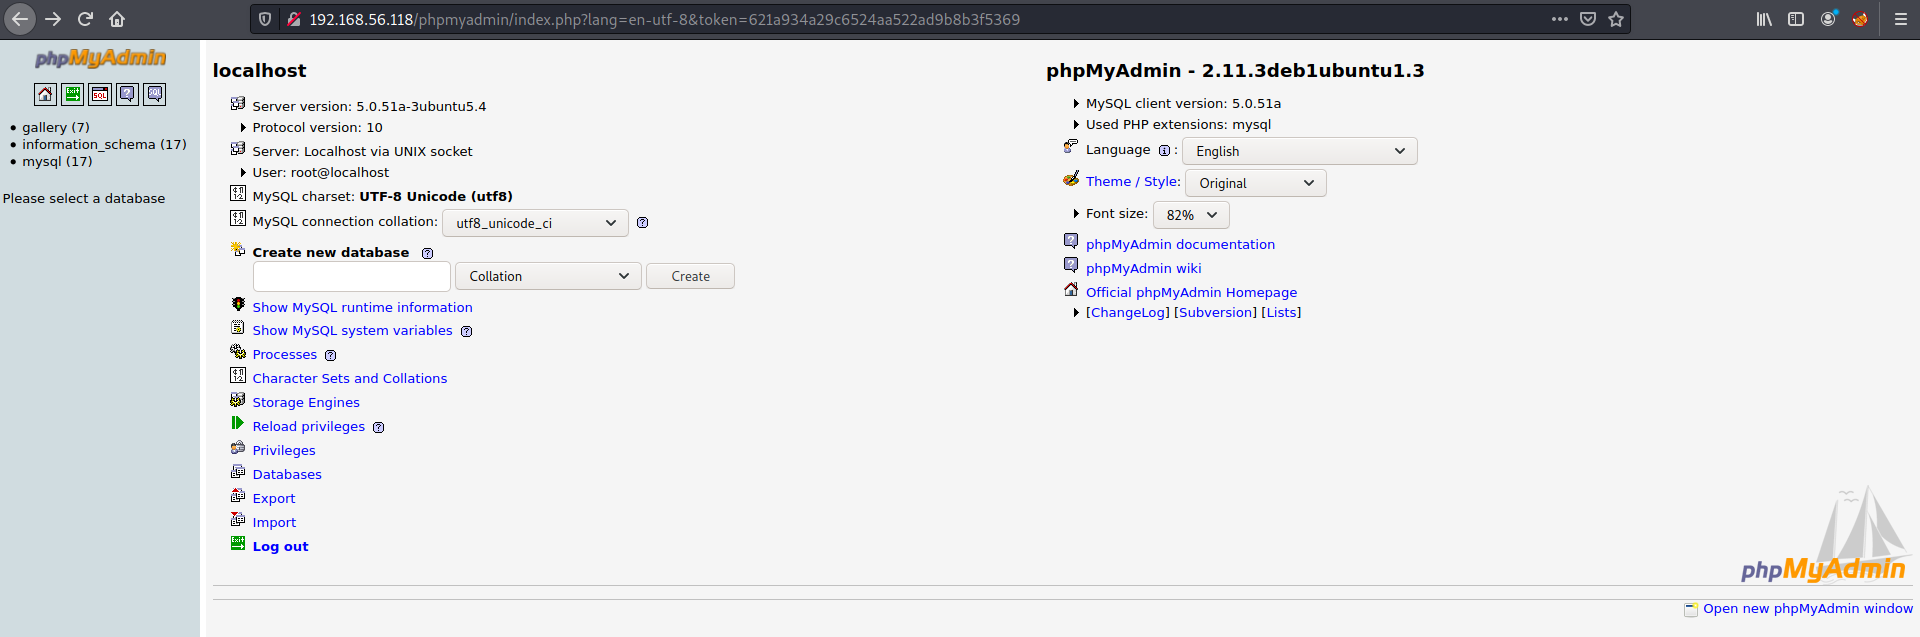 192.168.56.118/phpmyadmin/index.php?lang=en-utf-8&token=621a934a29c6524aa522ad9b8b3f5369
phpMyAdmin
Exit
SQL
?
SQL
gallery (7)
information_schema (17)
mysql (17)
Please select a database
localhost
Server version: 5.0.51a-3ubuntu5.4
Protocol version: 10
Server: Localhost via UNIX socket
User: root@localhost
MySQL charset: UTF-8 Unicode (utf8)
MySQL connection collation: utf8_unicode_ci ?
Create new database ?
Collation Create
Show MySQL runtime information
Show MySQL system variables ?
Processes ?
Character Sets and Collations
Storage Engines
Reload privileges ?
Privileges
Databases
Export
Import
Log out
phpMyAdmin - 2.11.3deb1ubuntu1.3
MySQL client version: 5.0.51a
Used PHP extensions: mysql
Language i : English
Theme / Style: Original
Font size: 82%
phpMyAdmin documentation
phpMyAdmin wiki
Official phpMyAdmin Homepage
[ChangeLog] [Subversion] [Lists]
phpMyAdmin
Open new phpMyAdmin window